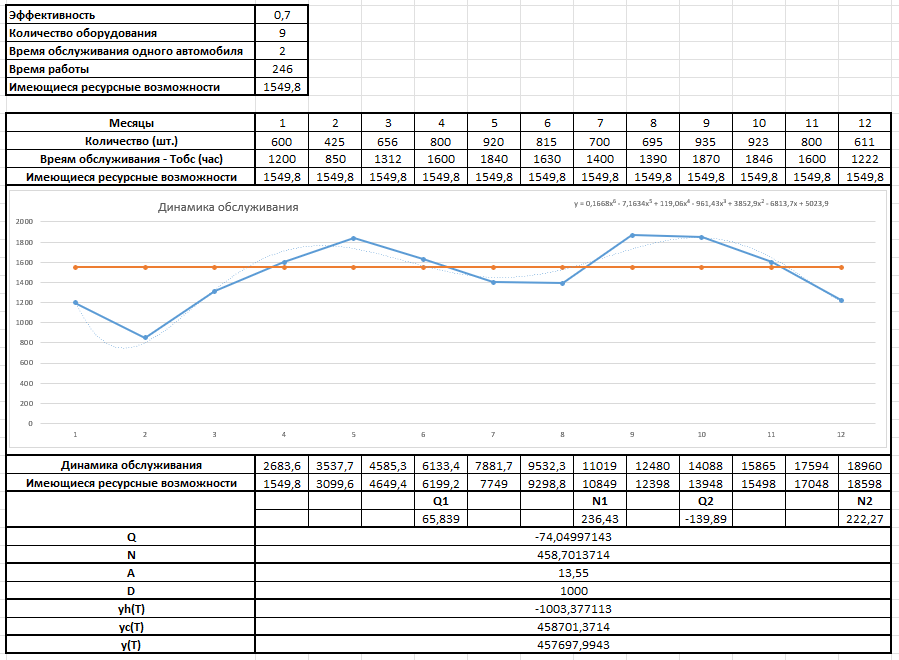 Эффективность 0,7
Количество оборудования 9
Время обслуживания одного автомобиля 2
Время работы 246
Имеющиеся ресурсные возможности 1549,8
Месяцы 1 2 3 4 5 6 7 8 9 10 11 12
Количество (шт.) 600 425 656 800 920 815 700 695 935 923 800 611
Вреям обслуживания - Тобс (час) 1200 850 1312 1600 1840 1630 1400 1390 1870 1846 1600 1222
Имеющиеся ресурсные возможности 1549,8 1549,8 1549,8 1549,8 1549,8 1549,8 1549,8 1549,8 1549,8 1549,8 1549,8 1549,8
Динамика обслуживания
y = 0,1668x⁶ - 7,1634x⁵ + 119,06x⁴ - 961,43x³ + 3852,9x² - 6813,7x + 5023,9
2000
1800
1600
1400
1200
1000
800
600
400
200
0
1 2 3 4 5 6 7 8 9 10 11 12
Динамика обслуживания 2683,6 3537,7 4585,3 6133,4 7881,7 9532,3 11019 12480 14088 15865 17594 18960
Имеющиеся ресурсные возможности 1549,8 3099,6 4649,4 6199,2 7749 9298,8 10849 12398 13948 15498 17048 18598
Q1 N1 Q2 N2
65,839 236,43 -139,89 222,27
Q -74,04997143
N 458,7013714
A 13,55
D 1000
yh(T) -1003,377113
yc(T) 458701,3714
y(T) 457697,9943